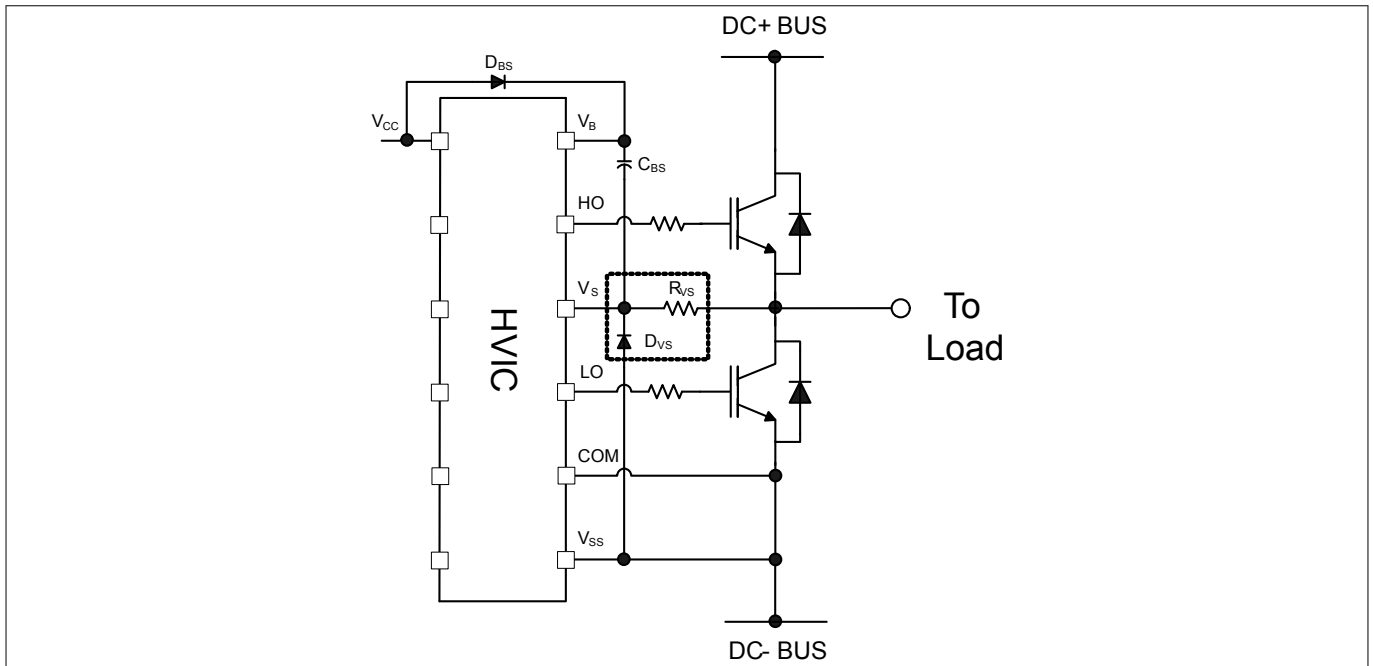 DC+ BUS
DBS
VCC
VB
CBS
HO
VS
RVS
HVIC
DVS
To
Load
LO
COM
VSS
DC- BUS